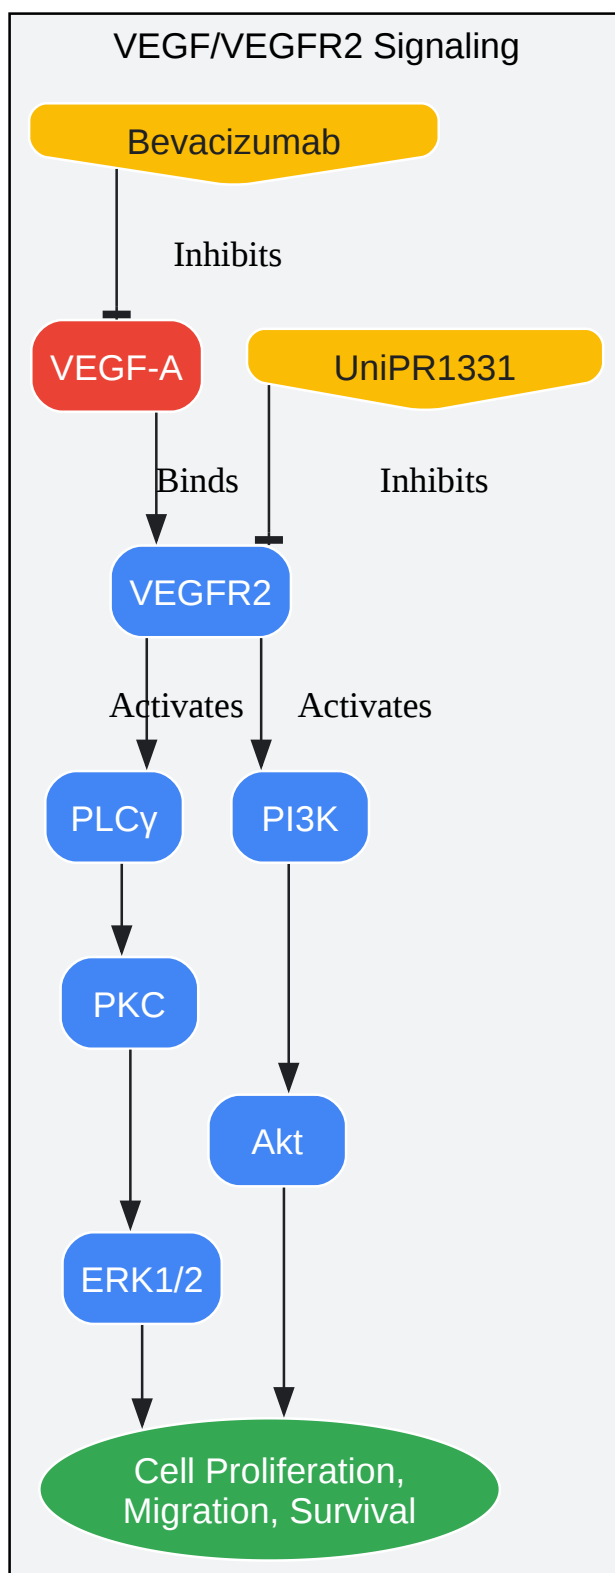 VEGF/VEGFR2 Signaling
Bevacizumab
Inhibits
VEGF-A
UniPR1331
Binds
Inhibits
VEGFR2
Activates
Activates
PLCγ
PI3K
PKC
Akt
ERK1/2
Cell Proliferation,
Migration, Survival